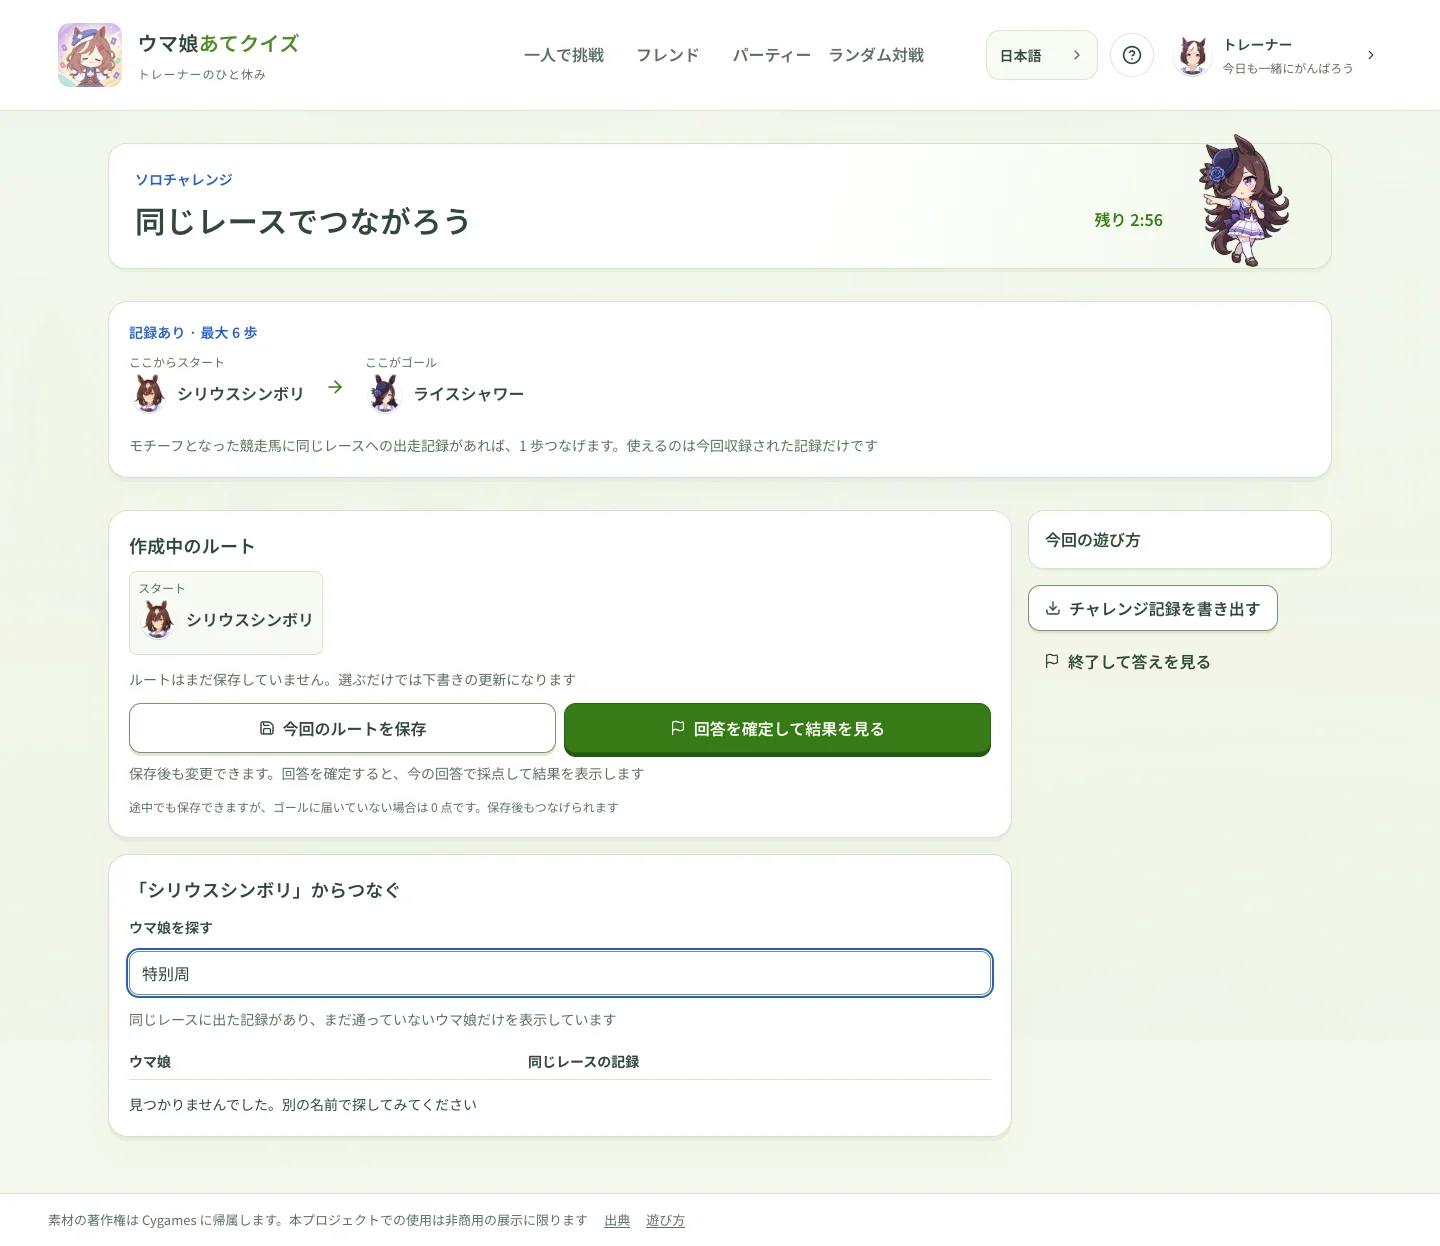 ウマ娘あてクイズ
トレーナーのひと休み
一人で挑戦
フレンド
パーティー
ランダム対戦
日本語
トレーナー
今日も一緒にがんばろう
ソロチャレンジ
同じレースでつながろう
残り 2:56
記録あり · 最大 6 歩
ここからスタート
シリウスシンボリ
ここがゴール
ライスシャワー
モチーフとなった競走馬に同じレースへの出走記録があれば、1 歩つなげます。使えるのは今回収録された記録だけです
作成中のルート
スタート
シリウスシンボリ
ルートはまだ保存していません。選ぶだけでは下書きの更新になります
今回のルートを保存
回答を確定して結果を見る
保存後も変更できます。回答を確定すると、今の回答で採点して結果を表示します
途中でも保存できますが、ゴールに届いていない場合は 0 点です。保存後もつなげられます
今回の遊び方
チャレンジ記録を書き出す
終了して答えを見る
「シリウスシンボリ」からつなぐ
ウマ娘を探す
特别周
同じレースに出た記録があり、まだ通っていないウマ娘だけを表示しています
ウマ娘
同じレースの記録
見つかりませんでした。別の名前で探してみてください
素材の著作権は Cygames に帰属します。本プロジェクトでの使用は非商用の展示に限ります
出典
遊び方